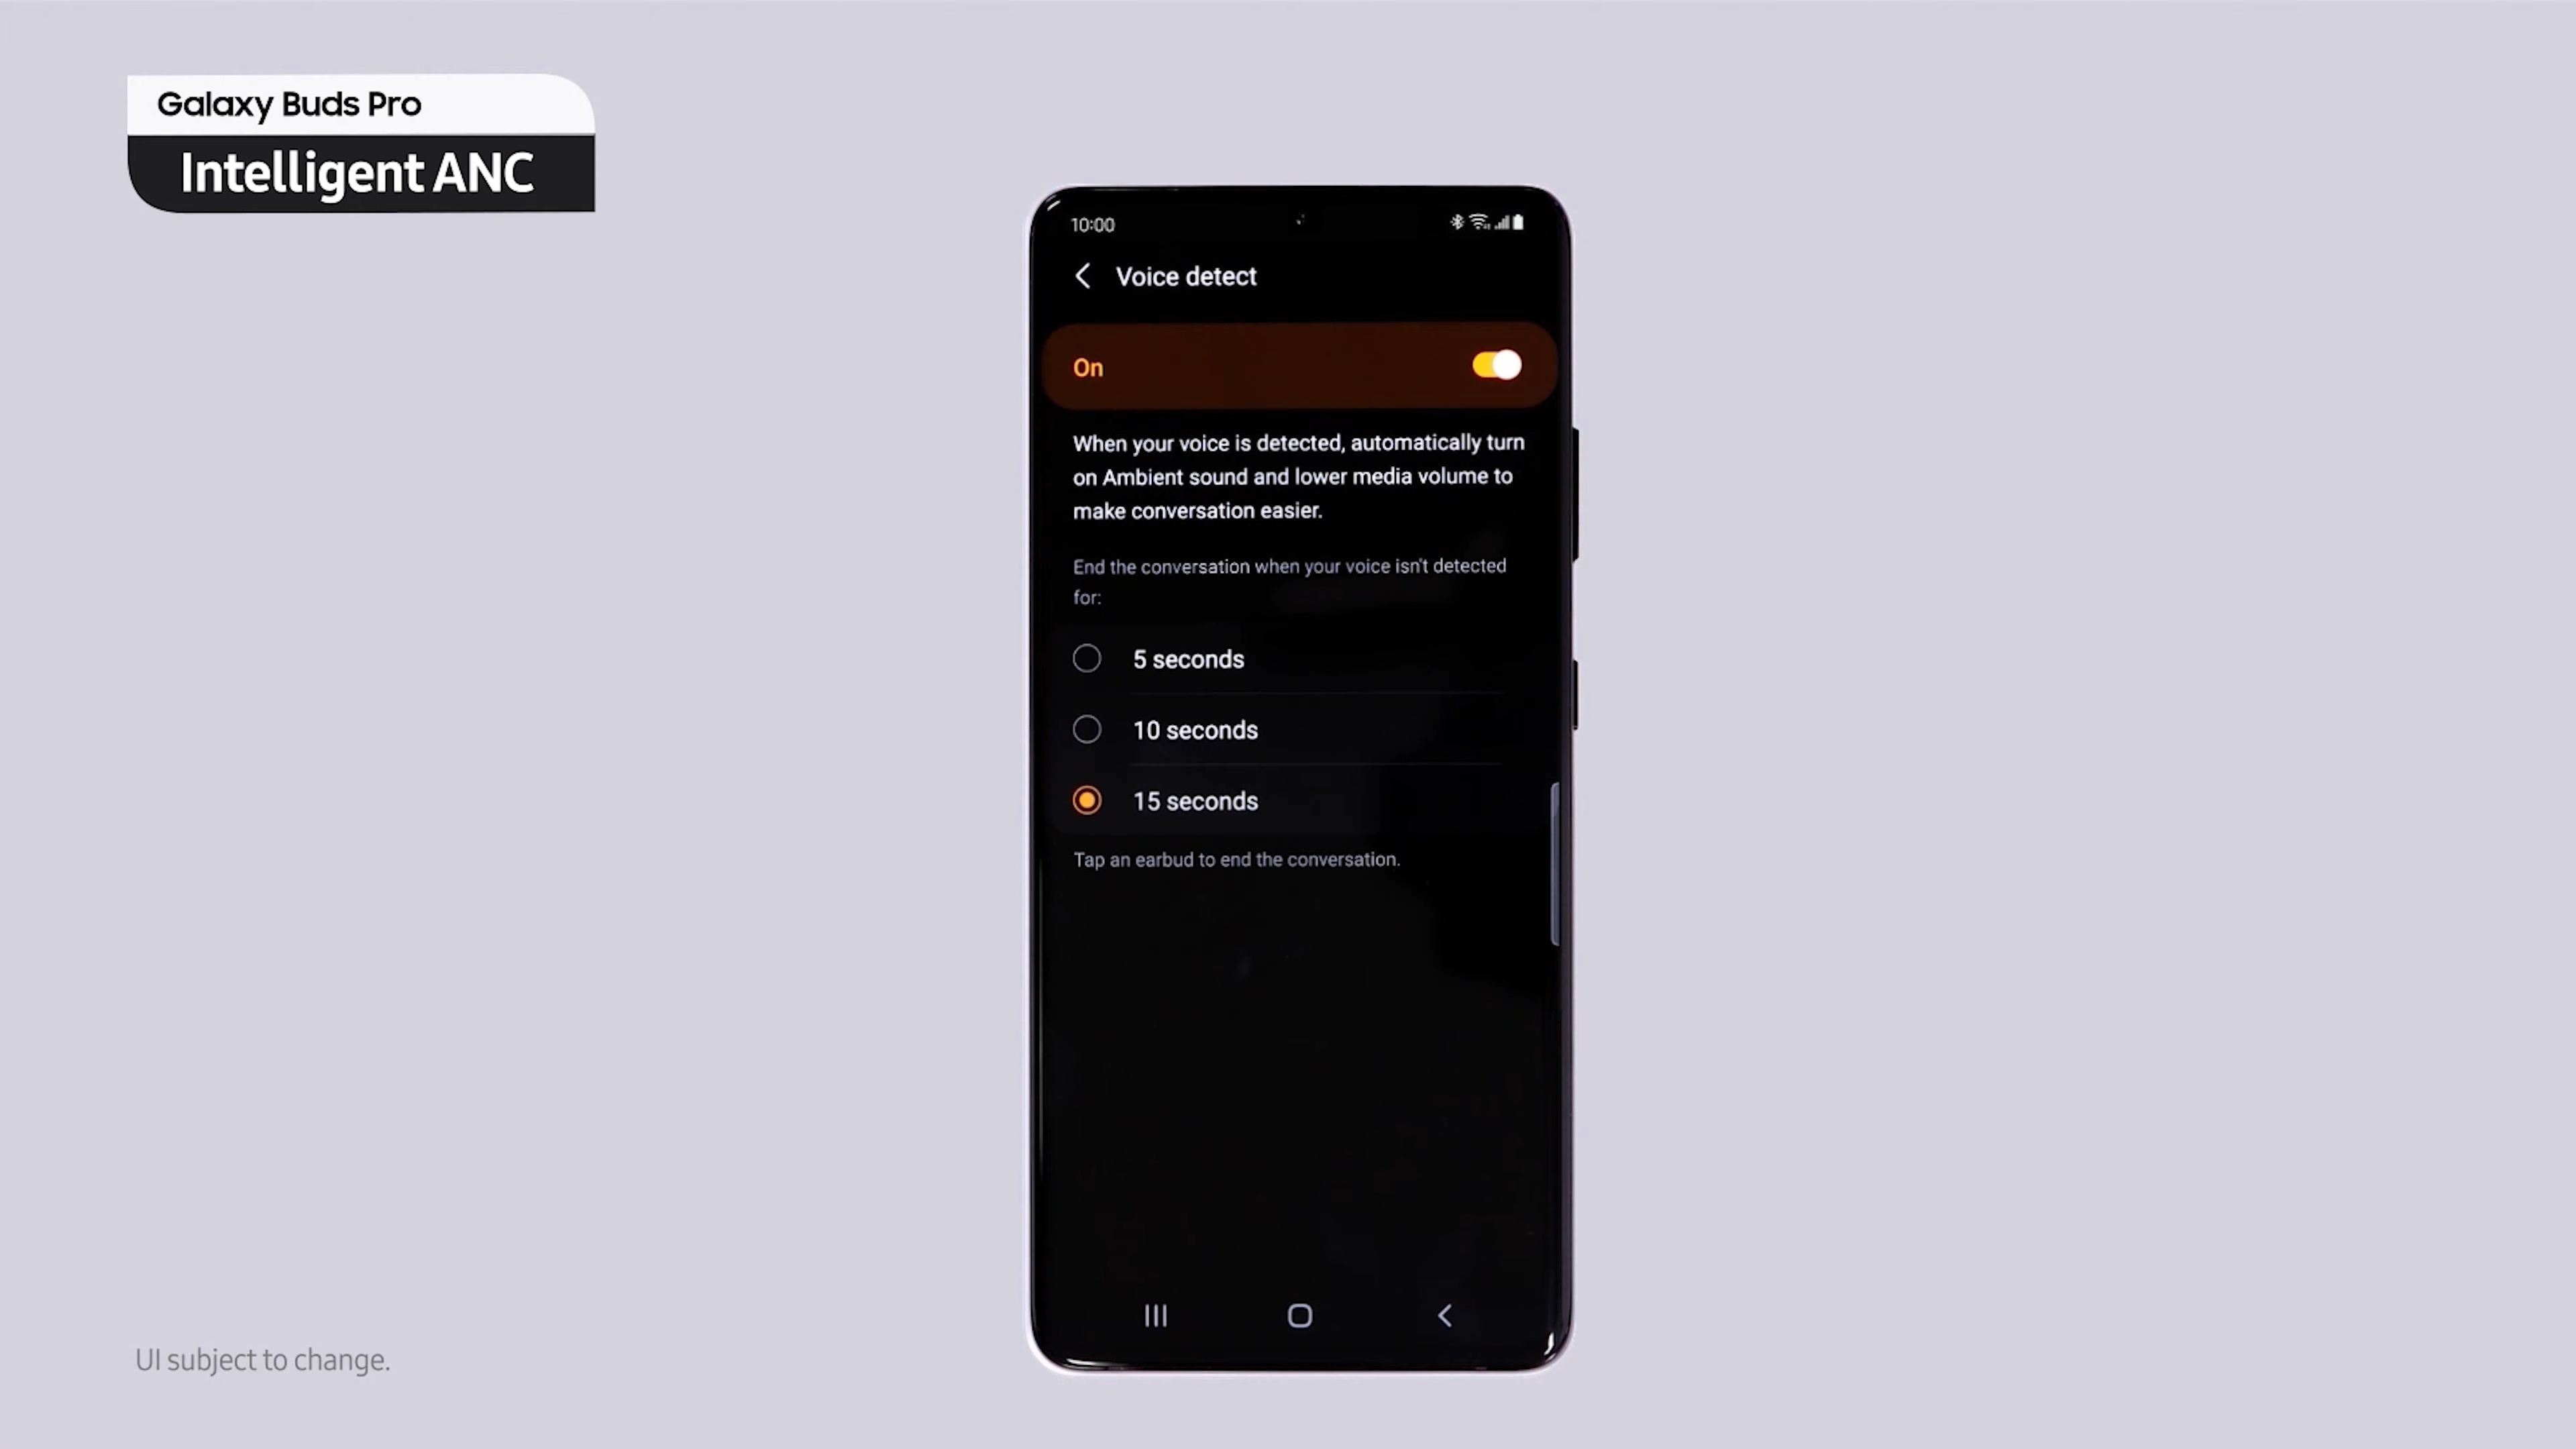 Galaxy Buds Pro
Intelligent ANC
10:00
Voice detect
On
When your voice is detected, automatically turn
on Ambient sound and lower media volume to
make conversation easier.
End the conversation when your voice isn't detected
for:
5 seconds
10 seconds
15 seconds
Tap an earbud to end the conversation.
UI subject to change.